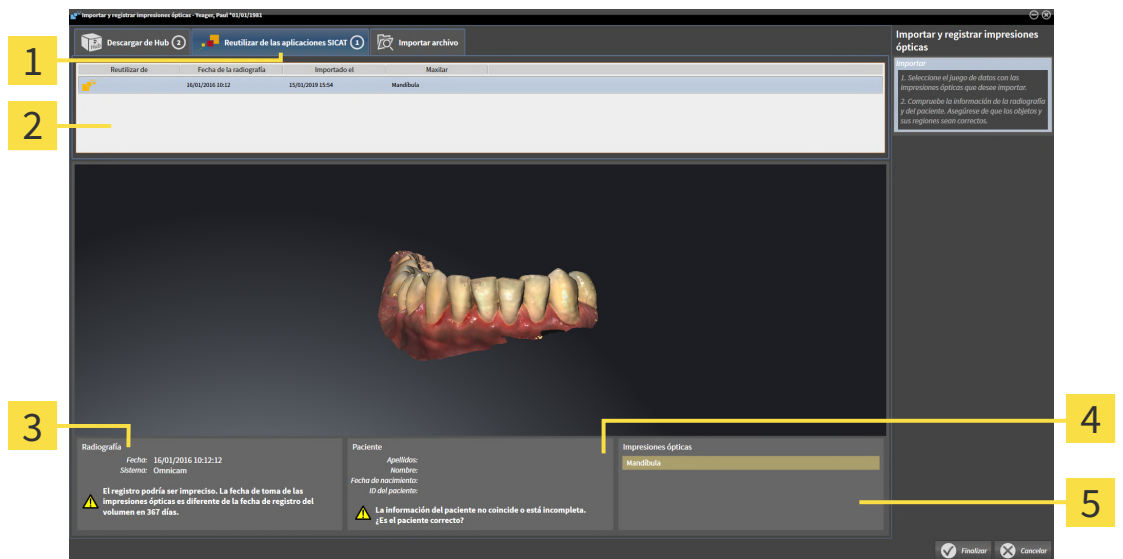 Importar y registrar impresiones ópticas - Yeager, Paul *01/01/1981
Descargar de Hub 2
Reutilizar de las aplicaciones SICAT 1
Importar archivo
Importar y registrar impresiones
ópticas
Importar
1. Seleccione el juego de datos con las
impresiones ópticas que desee importar.
2. Compruebe la información de la radiografía
y del paciente. Asegúrese de que los objetos y
sus regiones sean correctos.
1
Reutilizar de Fecha de la radiografía Importado el Maxilar
16/01/2016 10:12 15/01/2019 15:54 Mandíbula
2
3
4
Radiografía
Fecha: 16/01/2016 10:12:12
Sistema: Omnicam
El registro podría ser impreciso. La fecha de toma de las
impresiones ópticas es diferente de la fecha de registro del
volumen en 367 días.
Paciente
Apellidos:
Nombre:
Fecha de nacimiento:
ID del paciente:
La información del paciente no coincide o está incompleta.
¿Es el paciente correcto?
Impresiones ópticas
Mandíbula
5
Finalizar Cancelar